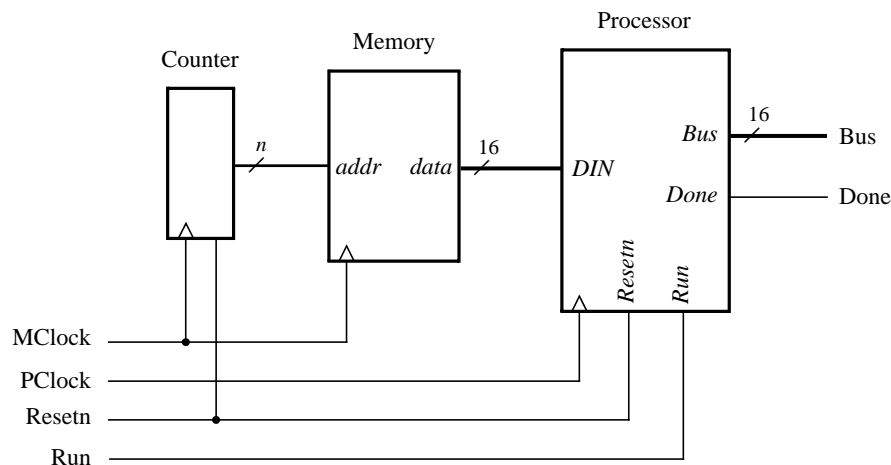 Processor
Memory
Counter
n
16
16
addr
data
DIN
Bus
Bus
Done
Done
Resetn
Run
MClock
PClock
Resetn
Run